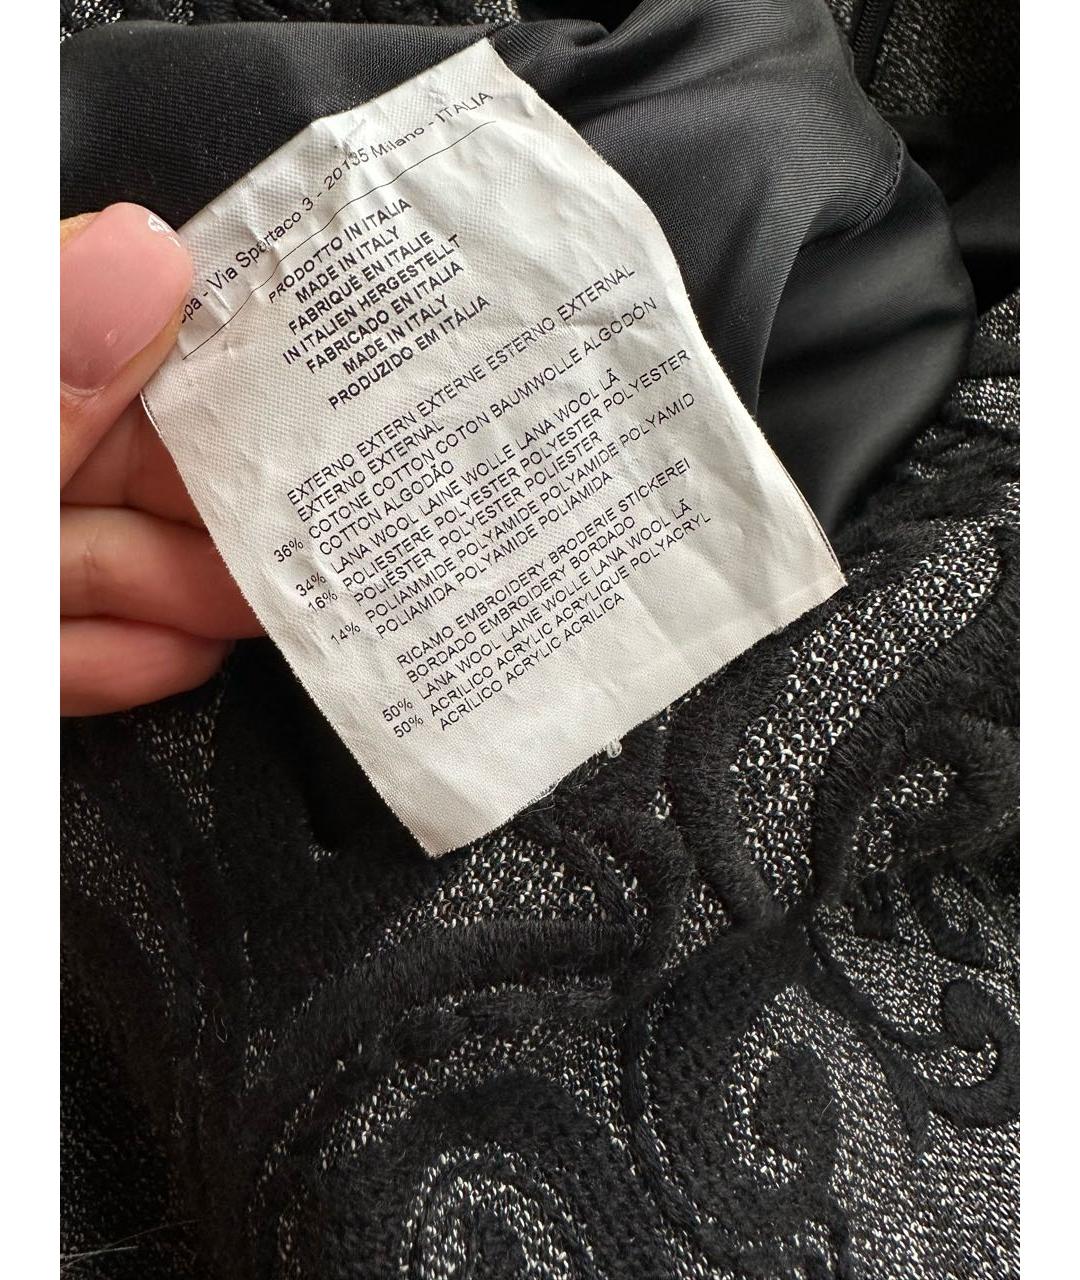 Spa - Via Spartaco 3 - 20135 Milano - ITALIA
PRODOTTO IN ITALIA
MADE IN ITALY
FABRIQUÉ EN ITALIE
IN ITALIEN HERGESTELLT
FABRICADO EN ITALIA
MADE IN ITALY
PRODUZIDO EM ITÁLIA
EXTERNO EXTERN EXTERNE ESTERNO EXTERNAL
EXTERNO EXTERNAL
36% COTONE COTTON COTON BAUMWOLLE ALGODÓN
COTTON ALGODÃO
34% LANA WOOL LAINE WOLLE LANA WOOL LÃ
16% POLIESTERE POLYESTER POLYESTER POLYESTER
POLIÉSTER POLYESTER POLIESTER
14% POLIAMMIDE POLYAMIDE POLYAMIDE POLYAMID
POLIAMIDA POLYAMIDE POLIAMIDA
RICAMO EMBROIDERY BRODERIE STICKEREI
BORDADO EMBROIDERY BORDADO
50% LANA WOOL LAINE WOLLE LANA WOOL LÃ
50% ACRILICO ACRYLIC ACRYLIQUE POLYACRYL
ACRÍLICO ACRYLIC ACRILICA